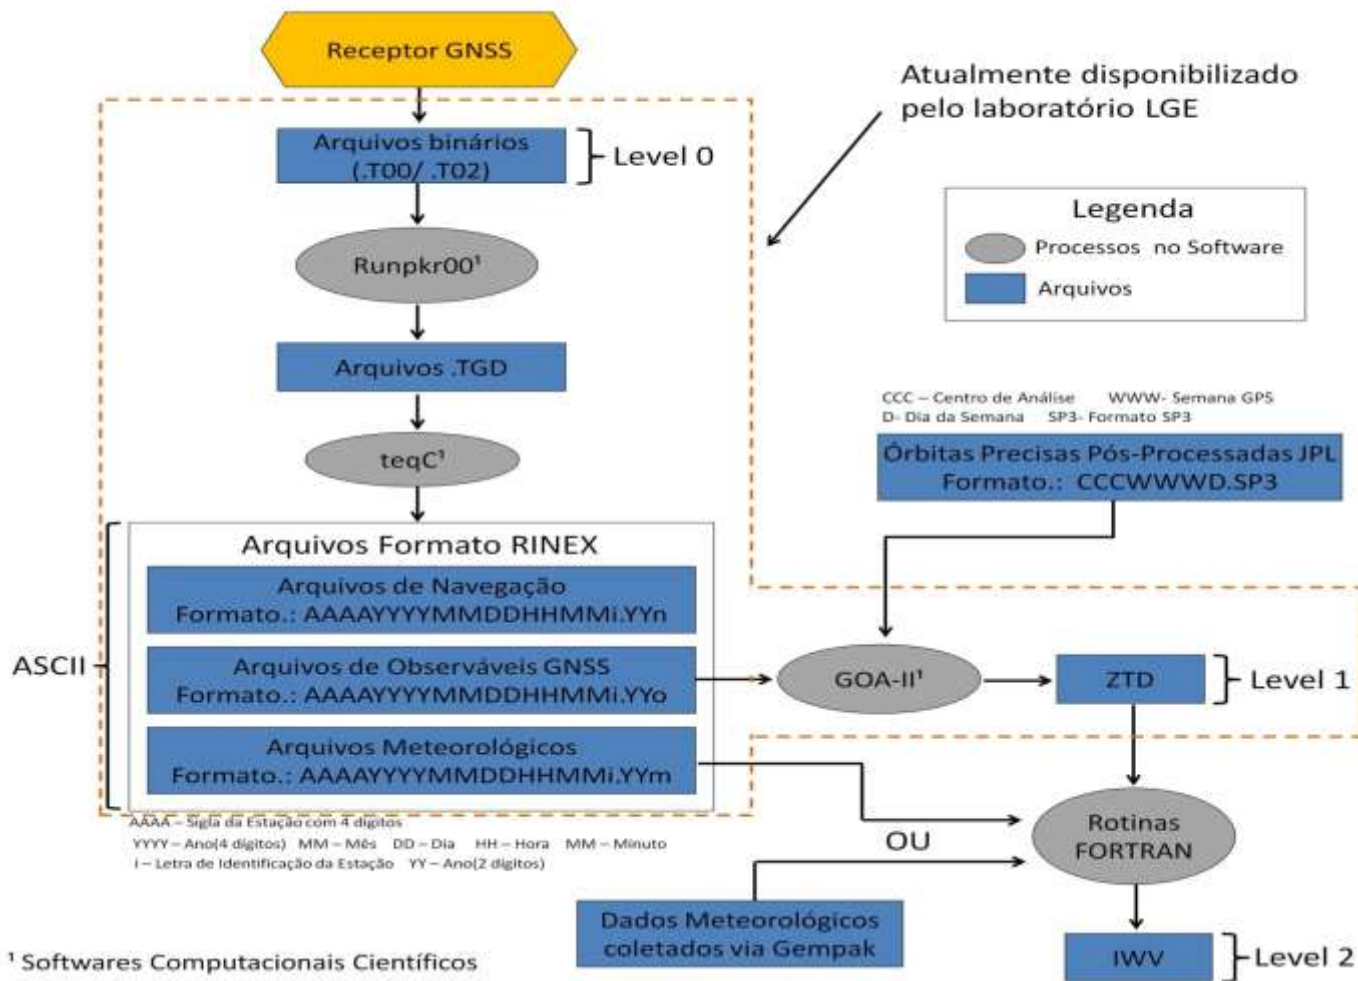 Receptor GNSS
Atualmente disponibilizado
pelo laboratório LGE
Arquivos binários
(.T00/ .T02)
Level 0
Legenda
Processos no Software
Arquivos
Runpkr00¹
Arquivos .TGD
teqC¹
CCC – Centro de Análise WWW- Semana GPS
D- Dia da Semana SP3- Formato SP3
Órbitas Precisas Pós-Processadas JPL
Formato.: CCCWWWD.SP3
Arquivos Formato RINEX
Arquivos de Navegação
Formato.: AAAAYYYYMMDDHHMMi.YYn
ASCII
Arquivos de Observáveis GNSS
Formato.: AAAAYYYYMMDDHHMMi.YYo
GOA-II¹
ZTD
Level 1
Arquivos Meteorológicos
Formato.: AAAAYYYYMMDDHHMMi.YYm
AAAA – Sigla da Estação com 4 dígitos
YYYY – Ano(4 dígitos) MM – Mês DD – Dia HH – Hora MM – Minuto
i – Letra de Identificação da Estação YY – Ano(2 dígitos)
OU
Rotinas
FORTRAN
Dados Meteorológicos
coletados via Gempak
IWV
Level 2
¹ Softwares Computacionais Científicos